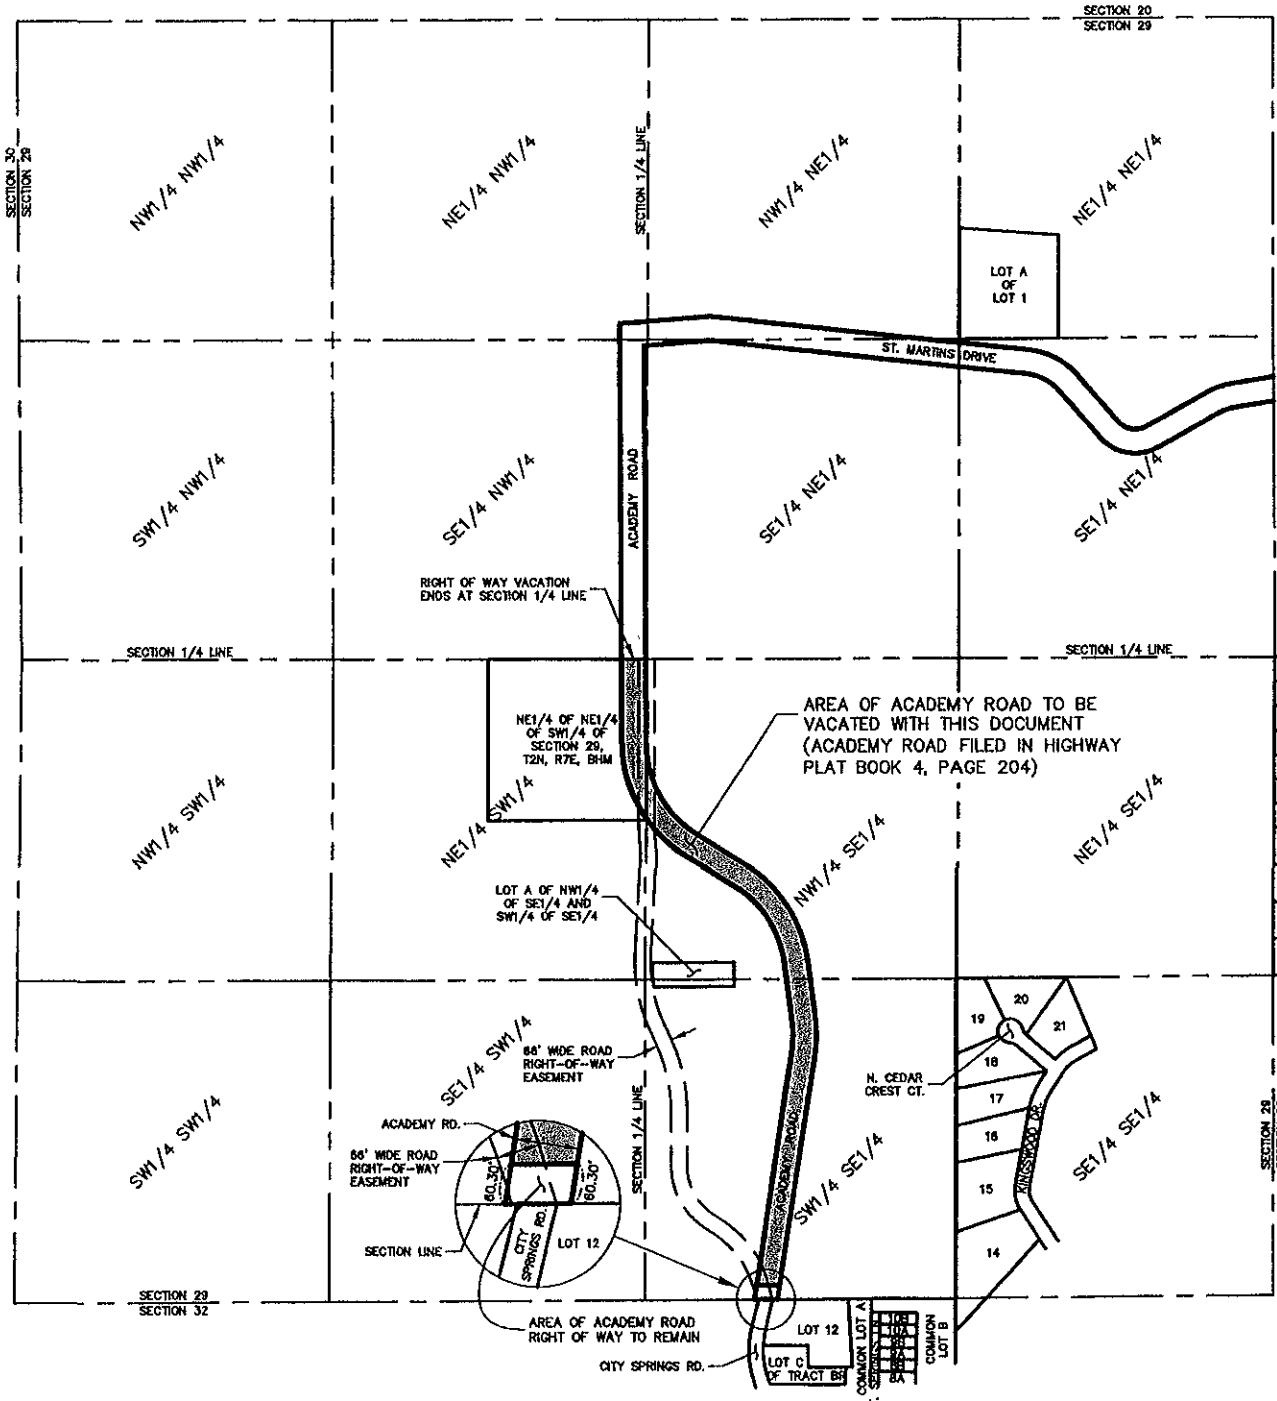 SECTION 20
SECTION 29
SECTION 30
SECTION 29
NW1/4 NW1/4
NE1/4 NW1/4
SECTION 1/4 LINE
NW1/4 NE1/4
NE1/4 NE1/4
LOT A
OF
LOT 1
ST. MARTINS DRIVE
SW1/4 NW1/4
SE1/4 NW1/4
ACADEMY ROAD
SE1/4 NE1/4
SE1/4 NE1/4
RIGHT OF WAY VACATION
ENDS AT SECTION 1/4 LINE
SECTION 1/4 LINE
SECTION 1/4 LINE
NE1/4 OF NE1/4
OF SW1/4 OF
SECTION 29,
T2N, R7E, BHM
AREA OF ACADEMY ROAD TO BE
VACATED WITH THIS DOCUMENT
(ACADEMY ROAD FILED IN HIGHWAY
PLAT BOOK 4, PAGE 204)
NW1/4 SW1/4
NE1/4 SW1/4
NW1/4 SE1/4
NE1/4 SE1/4
LOT A OF NW1/4
OF SE1/4 AND
SW1/4 OF SE1/4
SE1/4 SW1/4
66' WIDE ROAD
RIGHT-OF-WAY
EASEMENT
19
20
21
18
17
16
15
14
N. CEDAR
CREST CT.
KINGSWOOD DR.
SW1/4 SW1/4
SECTION 1/4 LINE
ACADEMY ROAD
SW1/4 SE1/4
SE1/4 SE1/4
SECTION 29
ACADEMY RD.
66' WIDE ROAD
RIGHT-OF-WAY
EASEMENT
60.30'
60.30'
SECTION LINE
CITY
SPRINGS RD.
LOT 12
SECTION 29
SECTION 32
AREA OF ACADEMY ROAD
RIGHT OF WAY TO REMAIN
CITY SPRINGS RD.
LOT 12
LOT C
OF TRACT BR
COMMON LOT A
10B
10A
9B
9A
8B
8A
COMMON
LOT B